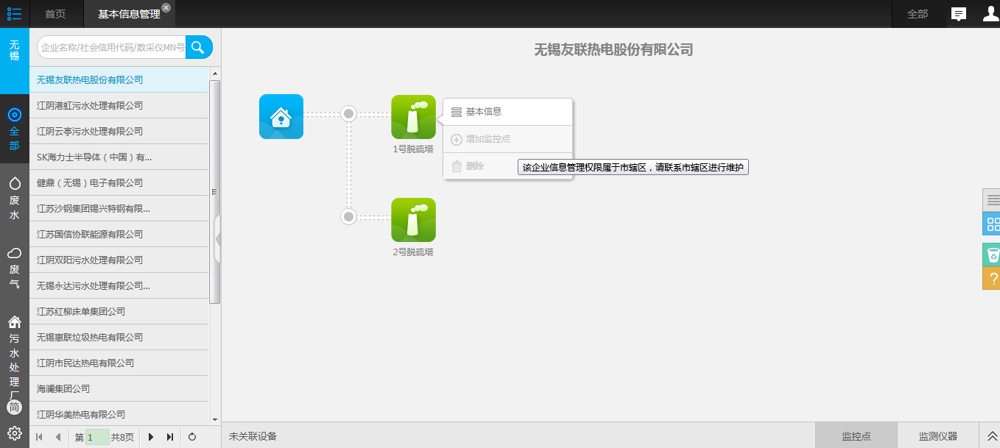 首页
基本信息管理
全部
无锡
全部
废水
废气
污水处理厂
简
企业名称/社会信用代码/数采仪MN号
无锡友联热电股份有限公司
江阴港虹污水处理有限公司
江阴云亭污水处理有限公司
SK海力士半导体（中国）有...
健鼎（无锡）电子有限公司
江苏沙钢集团锡兴特钢有限...
江苏国信协联能源有限公司
江阴双阳污水处理有限公司
无锡永达污水处理有限公司...
江苏红柳床单集团公司
无锡惠联垃圾热电有限公司
江阴市民达热电有限公司
海澜集团公司
江阴华美热电有限公司
第 1 共8页
无锡友联热电股份有限公司
1号脱硫塔
基本信息
增加监控点
删除
该企业信息管理权限属于市辖区，请联系市辖区进行维护
2号脱硫塔
?
未关联设备
监控点
监测仪器